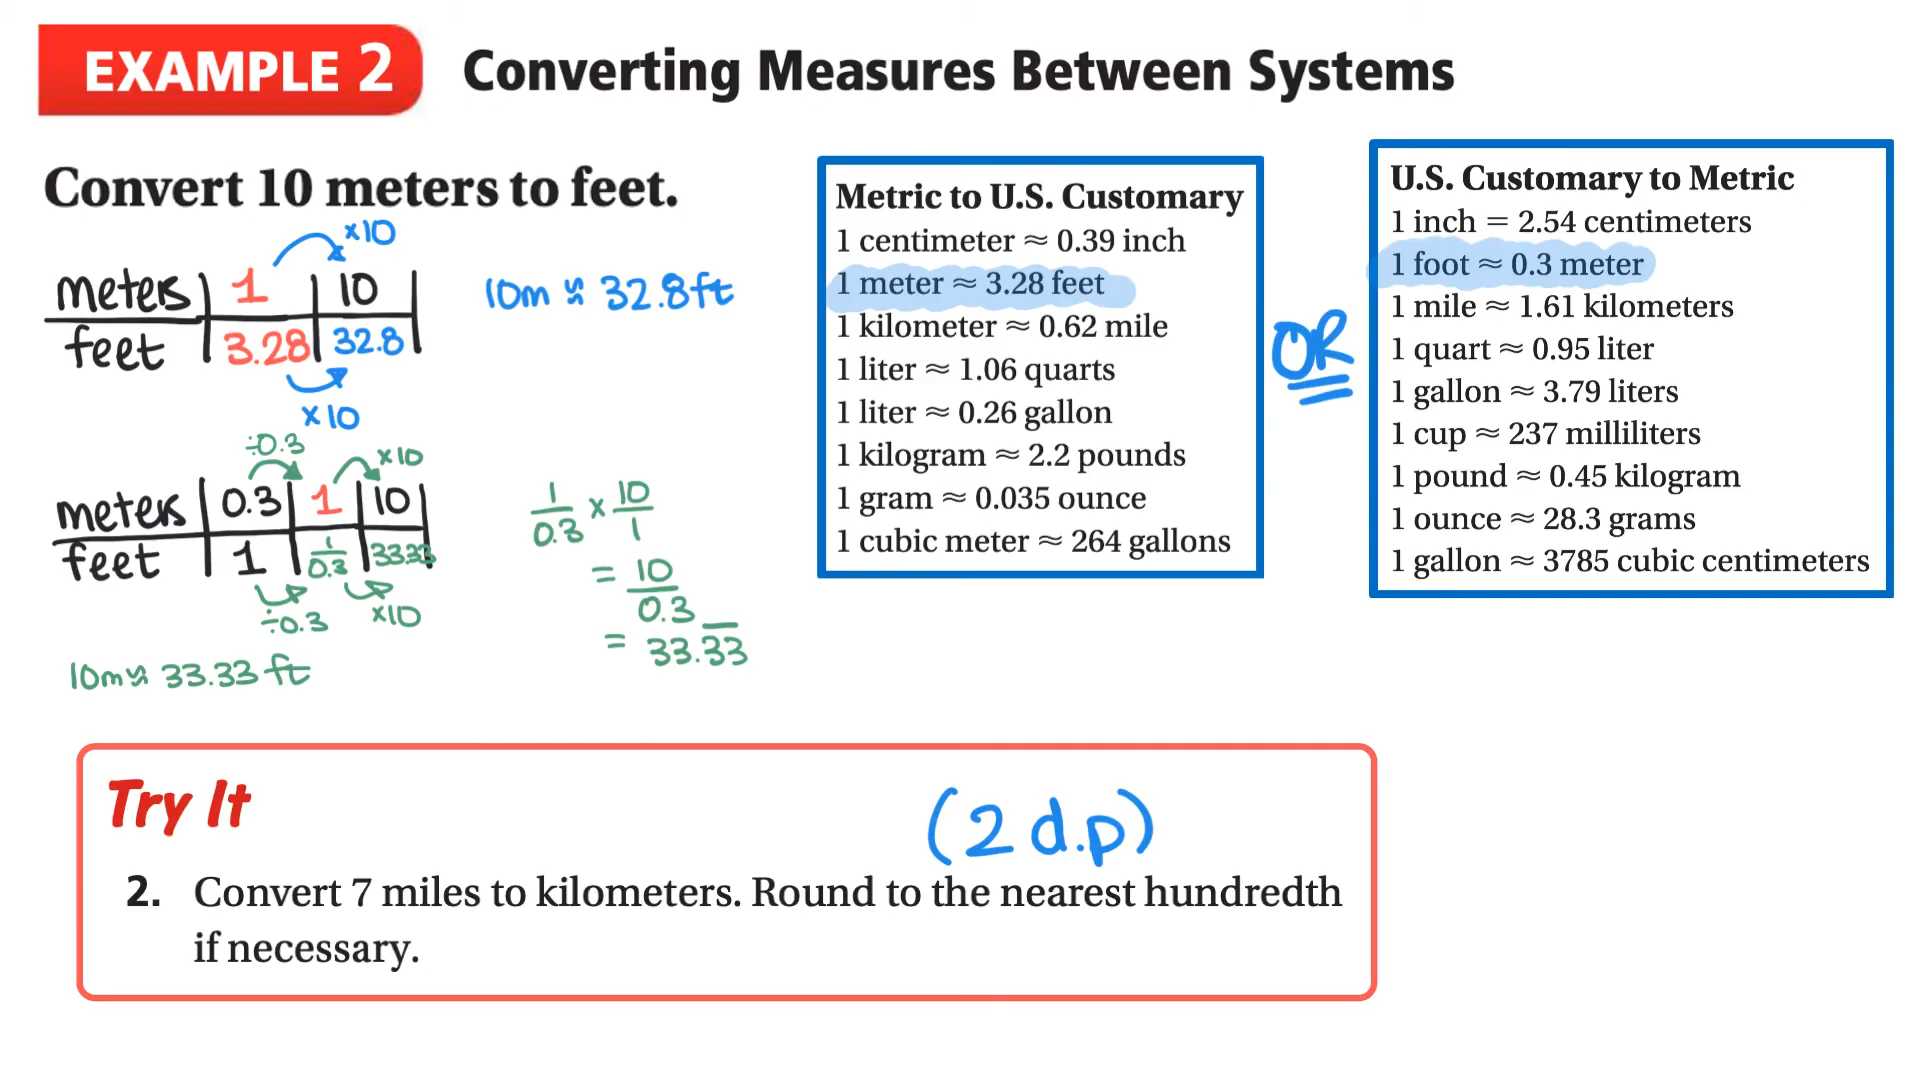 EXAMPLE 2 Converting Measures Between Systems
Convert 10 meters to feet.
×10
meters 1 10
feet 3.28 32.8
×10
10m ≈ 32.8ft
÷0.3 ×10
meters 0.3 1 10
feet 1 1/0.3 33.33
÷0.3 ×10
10m ≈ 33.33 ft
1/0.3 × 10/1
= 10/0.3
= 33.3̅3̅
Metric to U.S. Customary
1 centimeter ≈ 0.39 inch
1 meter ≈ 3.28 feet
1 kilometer ≈ 0.62 mile
1 liter ≈ 1.06 quarts
1 liter ≈ 0.26 gallon
1 kilogram ≈ 2.2 pounds
1 gram ≈ 0.035 ounce
1 cubic meter ≈ 264 gallons
OR
U.S. Customary to Metric
1 inch = 2.54 centimeters
1 foot ≈ 0.3 meter
1 mile ≈ 1.61 kilometers
1 quart ≈ 0.95 liter
1 gallon ≈ 3.79 liters
1 cup ≈ 237 milliliters
1 pound ≈ 0.45 kilogram
1 ounce ≈ 28.3 grams
1 gallon ≈ 3785 cubic centimeters
Try It
(2 d.p)
2. Convert 7 miles to kilometers. Round to the nearest hundredth
if necessary.